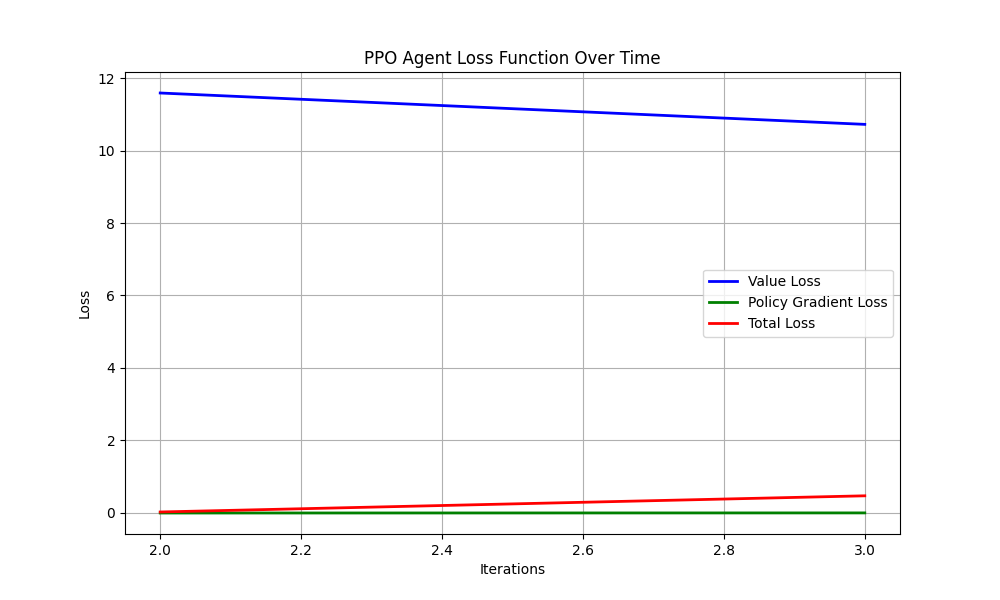 PPO Agent Loss Function Over Time
12
10
8
6
4
2
0
Loss
Value Loss
Policy Gradient Loss
Total Loss
2.0 2.2 2.4 2.6 2.8 3.0
Iterations